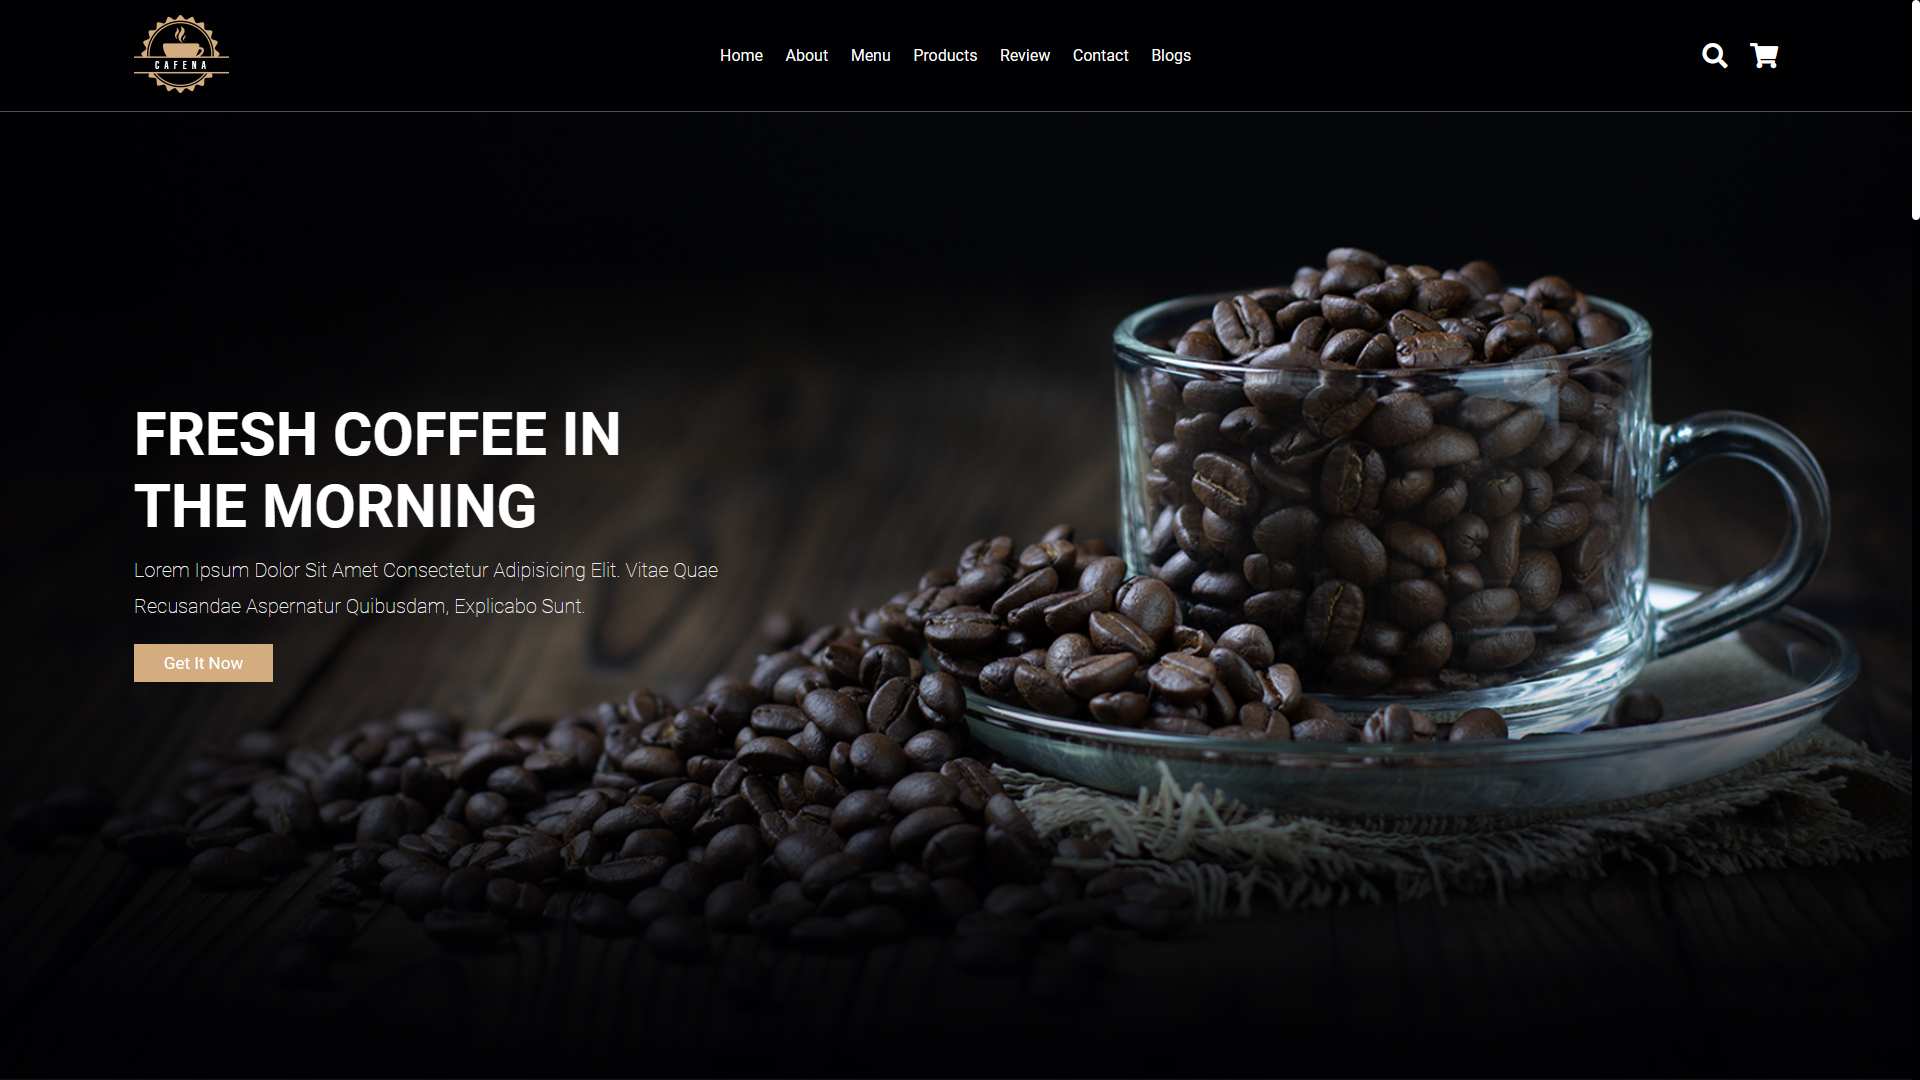 CAFENA
Home About Menu Products Review Contact Blogs
FRESH COFFEE IN
THE MORNING
Lorem Ipsum Dolor Sit Amet Consectetur Adipisicing Elit. Vitae Quae
Recusandae Aspernatur Quibusdam, Explicabo Sunt.
Get It Now